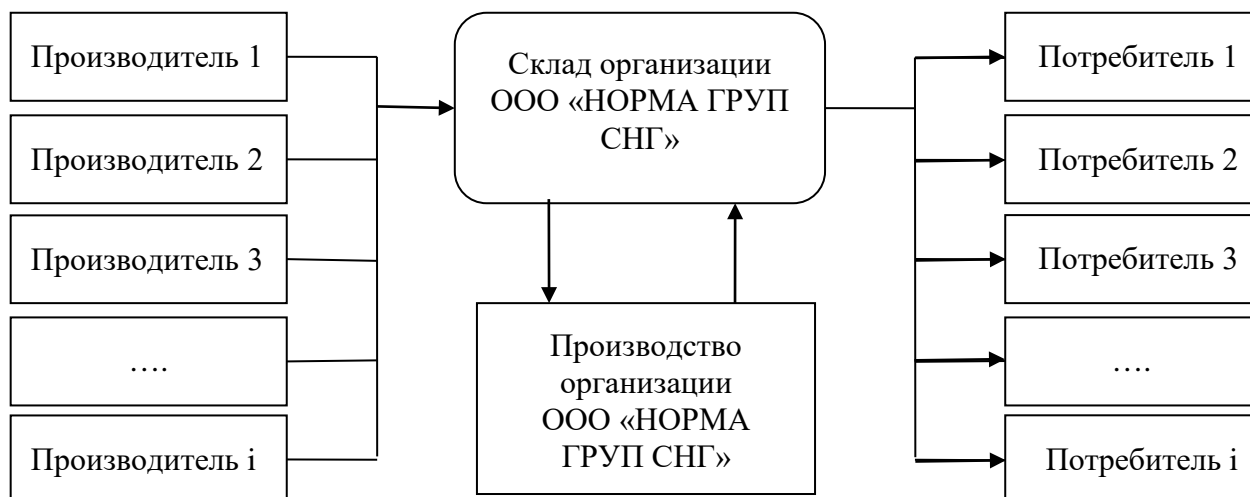 Производитель 1
Производитель 2
Производитель 3
….
Производитель i
Склад организации
ООО «НОРМА ГРУП
СНГ»
Производство
организации
ООО «НОРМА
ГРУП СНГ»
Потребитель 1
Потребитель 2
Потребитель 3
….
Потребитель i